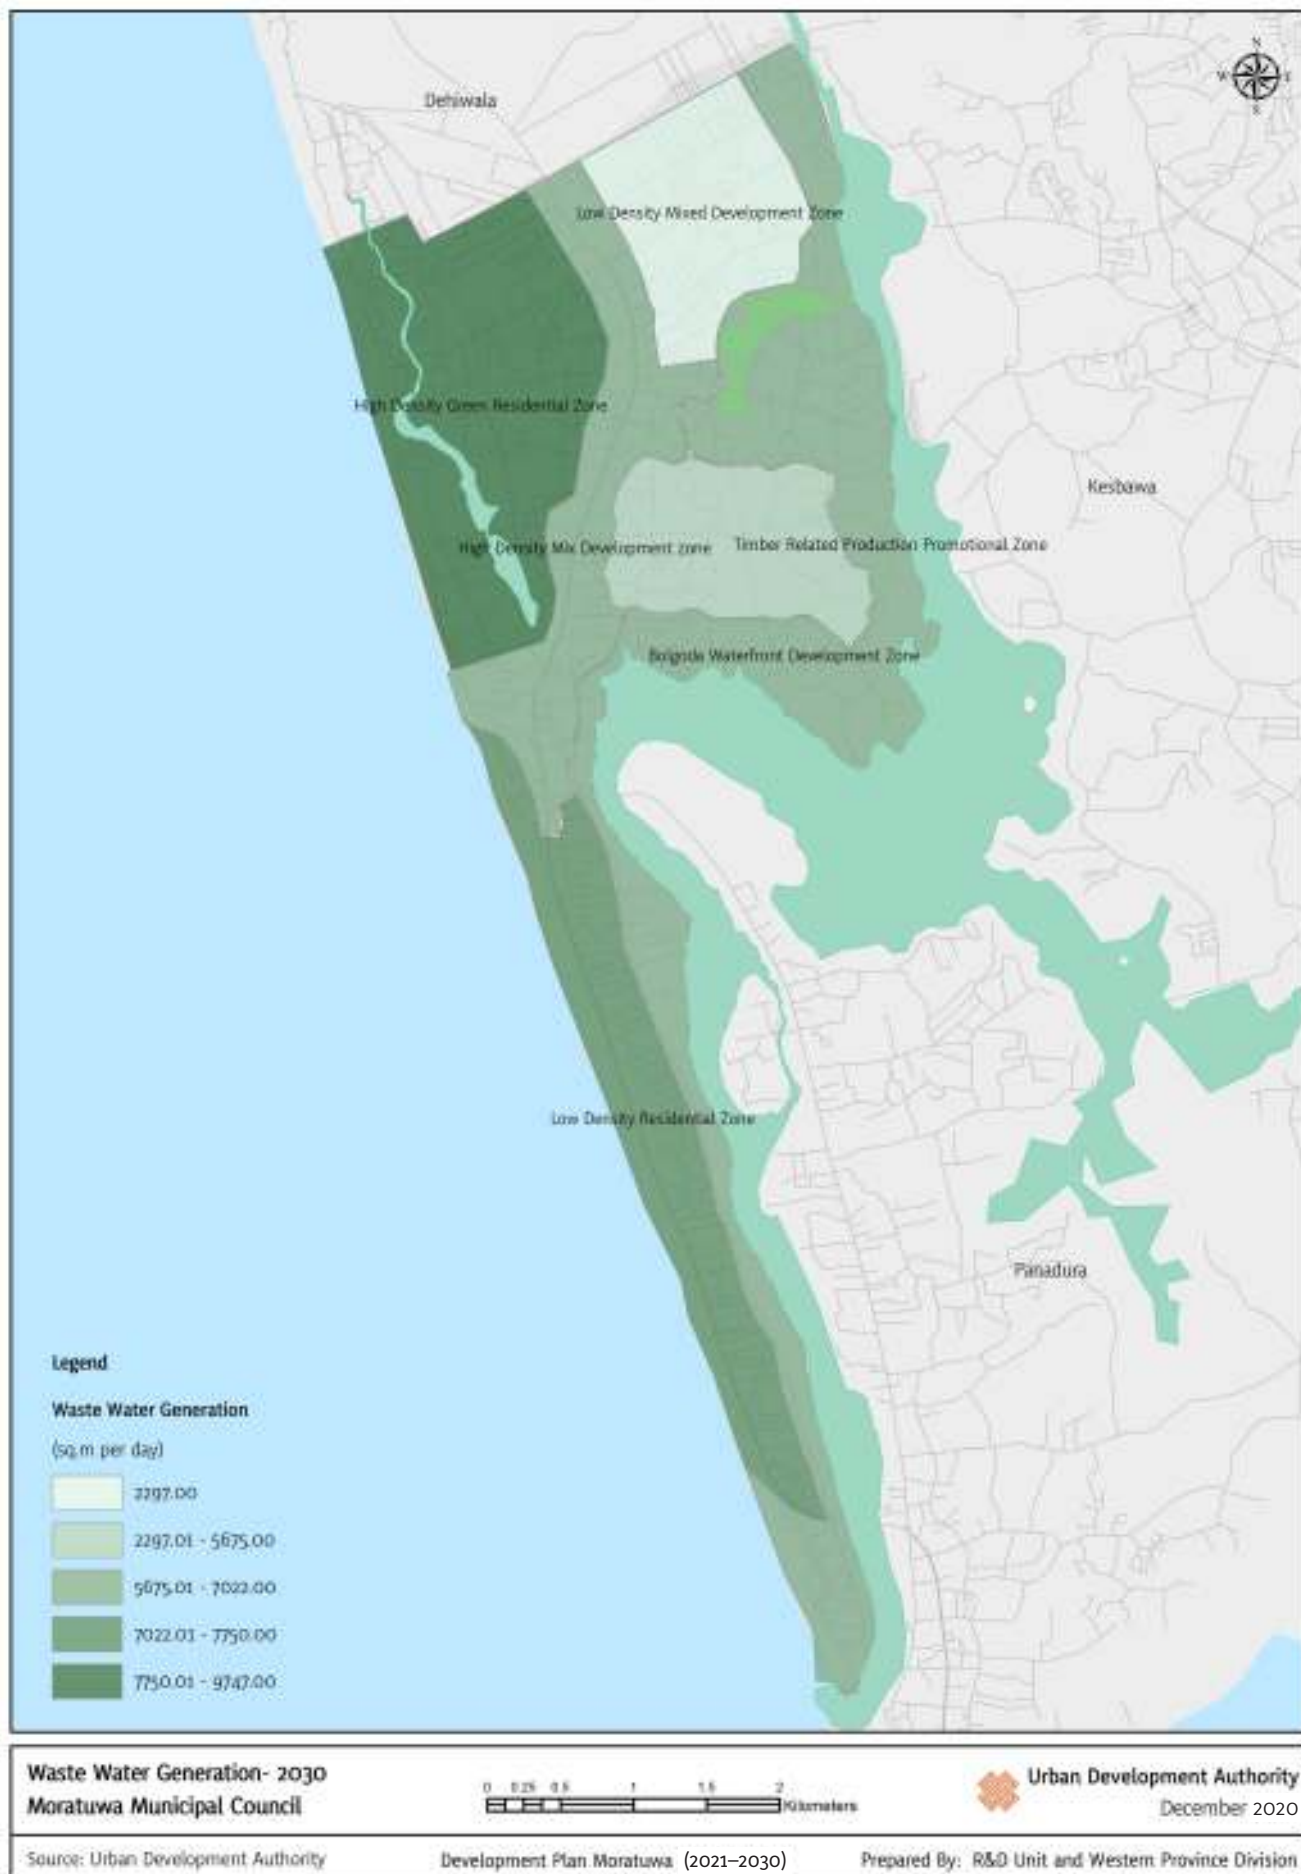 N
W
E
S
Dehiwala
Low Density Mixed Development Zone
High Density Green Residential Zone
Kesbawa
High Density Mix Development zone
Timber Related Production Promotional Zone
Bolgoda Waterfront Development Zone
Low Density Residential Zone
Panadura
Legend
Waste Water Generation
(sq.m per day)
2297.00
2297.01 - 5675.00
5675.01 - 7022.00
7022.01 - 7750.00
7750.01 - 9747.00
Waste Water Generation- 2030
Moratuwa Municipal Council
0 0.25 0.5 1 1.5 2
Kilometers
Urban Development Authority
December 2020
Source: Urban Development Authority
Development Plan Moratuwa (2021–2030)
Prepared By: R&D Unit and Western Province Division